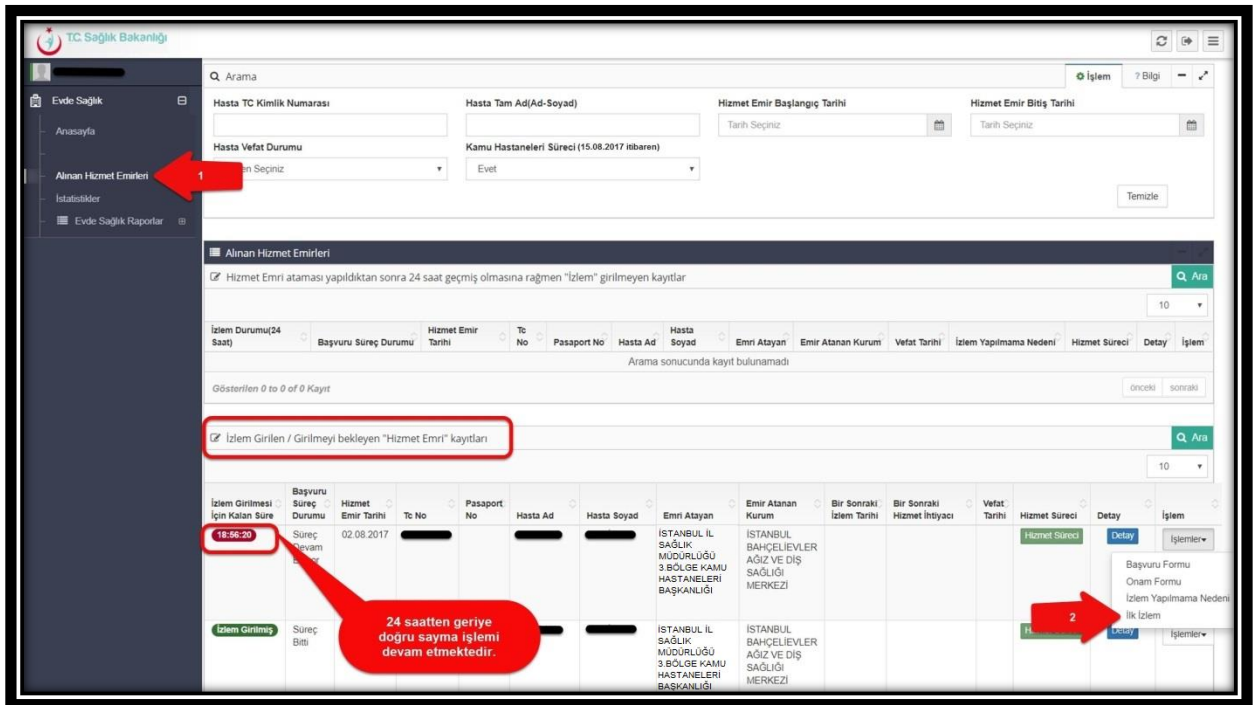 T.C. Sağlık Bakanlığı
Evde Sağlık
Anasayfa
Alınan Hizmet Emirleri
1
İstatistikler
Evde Sağlık Raporlar
Arama
İşlem
? Bilgi
Hasta TC Kimlik Numarası
Hasta Tam Ad(Ad-Soyad)
Hizmet Emir Başlangıç Tarihi
Hizmet Emir Bitiş Tarihi
Tarih Seçiniz
Tarih Seçiniz
Hasta Vefat Durumu
Kamu Hastaneleri Süreci (15.08.2017 itibaren)
Seçiniz
Evet
Temizle
Alınan Hizmet Emirleri
Hizmet Emri ataması yapıldıktan sonra 24 saat geçmiş olmasına rağmen "İzlem" girilmeyen kayıtlar
Ara
10
İzlem Durumu(24 Saat)
Başvuru Süreç Durumu
Hizmet Emir Tarihi
Tc No
Pasaport No
Hasta Ad
Hasta Soyad
Emri Atayan
Emir Atanan Kurum
Vefat Tarihi
İzlem Yapılmama Nedeni
Hizmet Süreci
Detay
İşlem
Arama sonucunda kayıt bulunamadı
Gösterilen 0 to 0 of 0 Kayıt
önceki
sonraki
İzlem Girilen / Girilmeyi bekleyen "Hizmet Emri" kayıtları
Ara
10
İzlem Girilmesi İçin Kalan Süre
Başvuru Süreç Durumu
Hizmet Emir Tarihi
Tc No
Pasaport No
Hasta Ad
Hasta Soyad
Emri Atayan
Emir Atanan Kurum
Bir Sonraki İzlem Tarihi
Bir Sonraki Hizmet İhtiyacı
Vefat Tarihi
Hizmet Süreci
Detay
İşlem
18:56:20
Süreç
Devam
02.08.2017
İSTANBUL İL
SAĞLIK
MÜDÜRLÜĞÜ
3.BÖLGE KAMU
HASTANELERİ
BAŞKANLIĞI
İSTANBUL
BAHÇELİEVLER
AĞIZ VE DİŞ
SAĞLIĞI
MERKEZİ
Hizmet Süreci
Detay
İşlemler
Başvuru Formu
Onam Formu
İzlem Yapılmama Nedeni
İlk İzlem
2
24 saatten geriye
doğru sayma işlemi
devam etmektedir.
İzlem Girilmiş
Süreç
Bitti
İSTANBUL İL
SAĞLIK
MÜDÜRLÜĞÜ
3.BÖLGE KAMU
HASTANELERİ
BAŞKANLIĞI
İSTANBUL
BAHÇELİEVLER
AĞIZ VE DİŞ
SAĞLIĞI
MERKEZİ
Detay
İşlemler